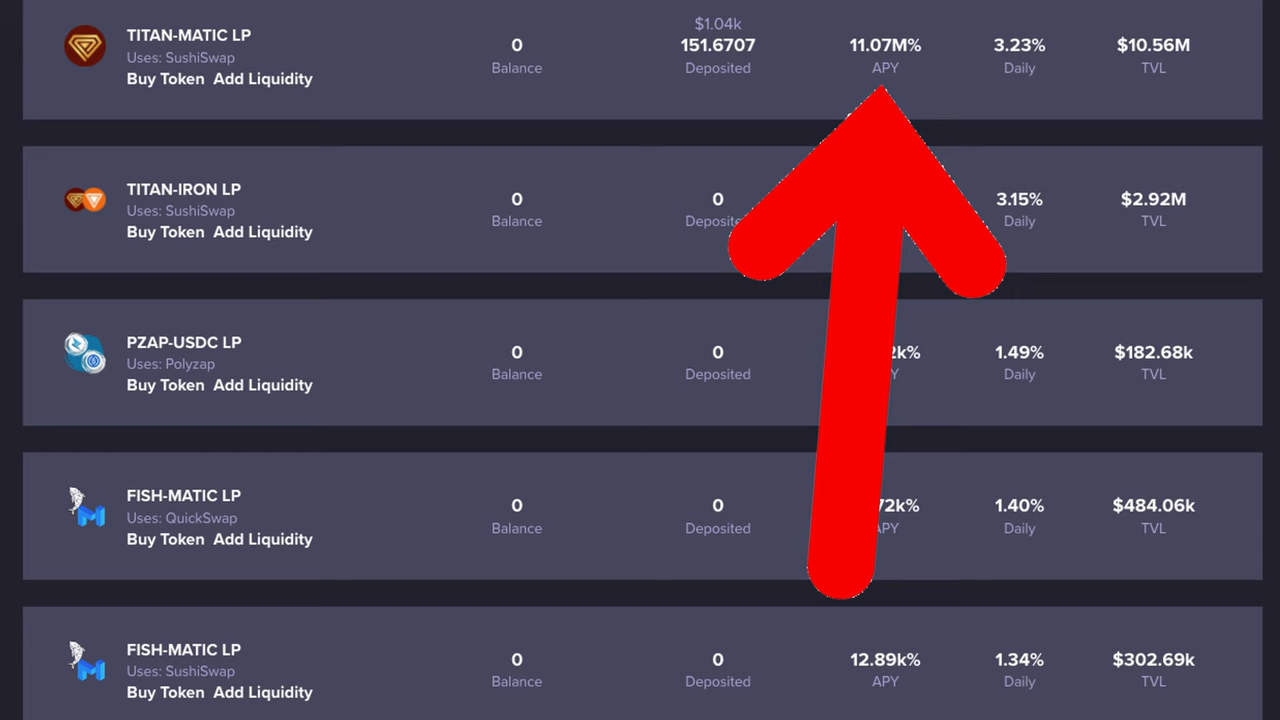 $1.04k
TITAN-MATIC LP 0 151.6707 11.07M% 3.23% $10.56M
Uses: SushiSwap Balance Deposited APY Daily TVL
Buy Token Add Liquidity
TITAN-IRON LP 0 0 3.15% $2.92M
Uses: SushiSwap Balance Daily TVL
Buy Token Add Liquidity
PZAP-USDC LP 0 0 1.49% $182.68k
Uses: Polyzap Balance Deposited Daily TVL
Buy Token Add Liquidity
FISH-MATIC LP 0 0 1.40% $484.06k
Uses: QuickSwap Balance Deposited Daily TVL
Buy Token Add Liquidity
FISH-MATIC LP 0 0 12.89k% 1.34% $302.69k
Uses: SushiSwap Balance Deposited APY Daily TVL
Buy Token Add Liquidity